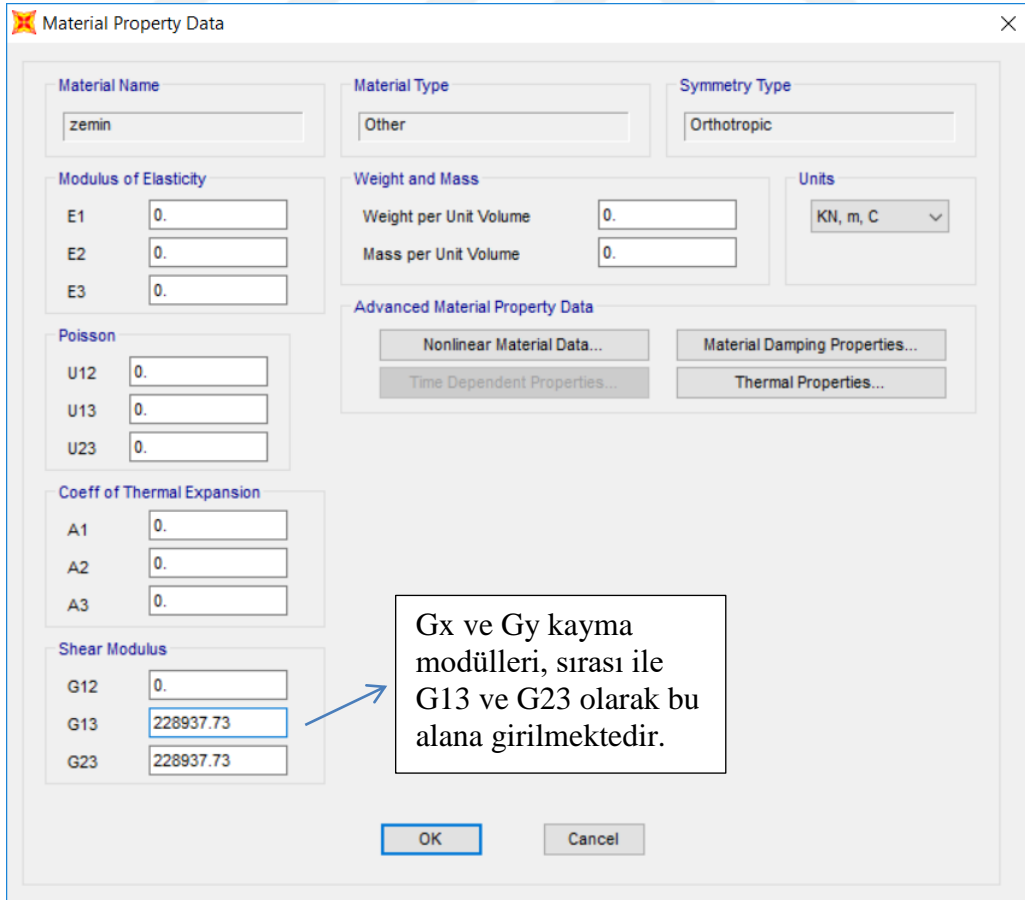 Material Property Data
Material Name
zemin
Material Type
Other
Symmetry Type
Orthotropic
Modulus of Elasticity
E1 0.
E2 0.
E3 0.
Weight and Mass
Weight per Unit Volume 0.
Mass per Unit Volume 0.
Units
KN, m, C
Poisson
U12 0.
U13 0.
U23 0.
Advanced Material Property Data
Nonlinear Material Data...
Material Damping Properties...
Time Dependent Properties...
Thermal Properties...
Coeff of Thermal Expansion
A1 0.
A2 0.
A3 0.
Shear Modulus
G12 0.
G13 228937.73
G23 228937.73
Gx ve Gy kayma
modülleri, sırası ile
G13 ve G23 olarak bu
alana girilmektedir.
OK
Cancel